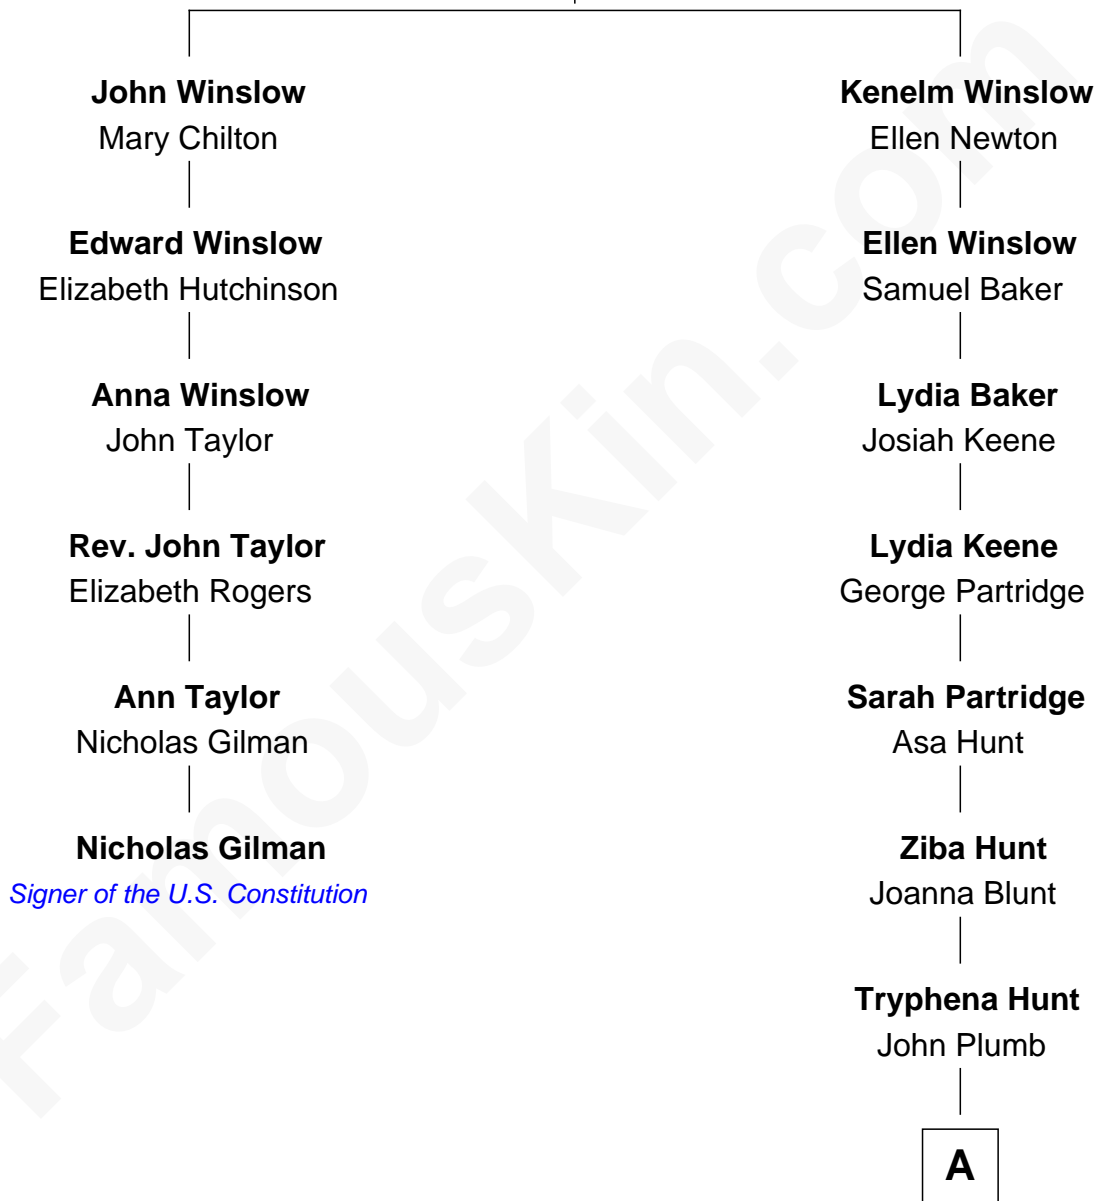 John Winslow
Mary Chilton
Edward Winslow
Elizabeth Hutchinson
Anna Winslow
John Taylor
Rev. John Taylor
Elizabeth Rogers
Ann Taylor
Nicholas Gilman
Nicholas Gilman
Signer of the U.S. Constitution
Kenelm Winslow
Ellen Newton
Ellen Winslow
Samuel Baker
Lydia Baker
Josiah Keene
Lydia Keene
George Partridge
Sarah Partridge
Asa Hunt
Ziba Hunt
Joanna Blunt
Tryphena Hunt
John Plumb
A
FamousKin.com